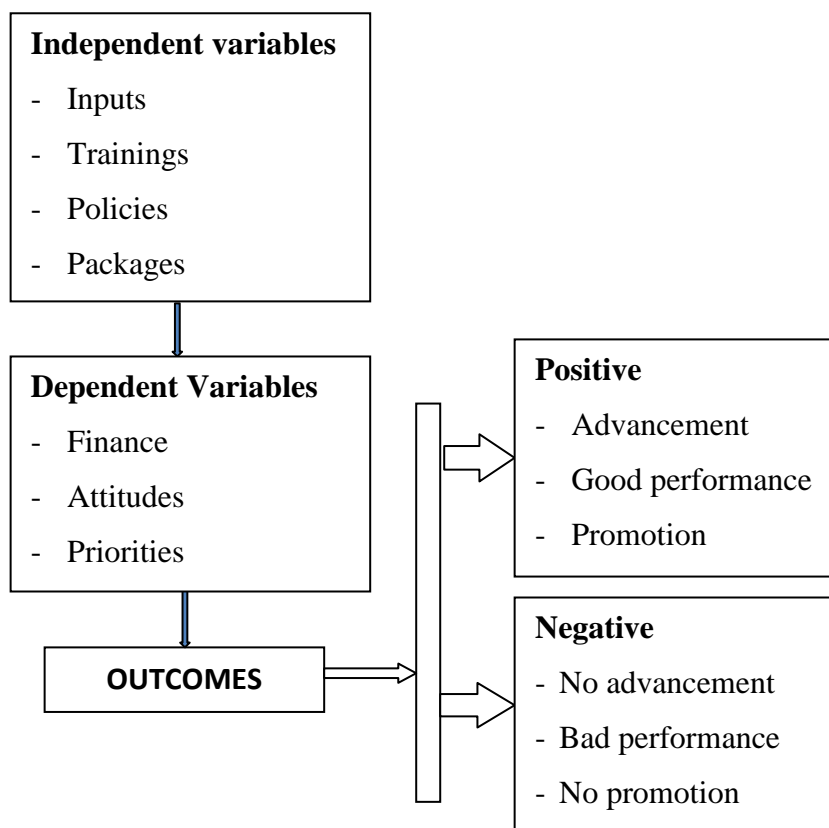 Independent variables
- Inputs
- Trainings
- Policies
- Packages
Dependent Variables
- Finance
- Attitudes
- Priorities
OUTCOMES
Positive
- Advancement
- Good performance
- Promotion
Negative
- No advancement
- Bad performance
- No promotion